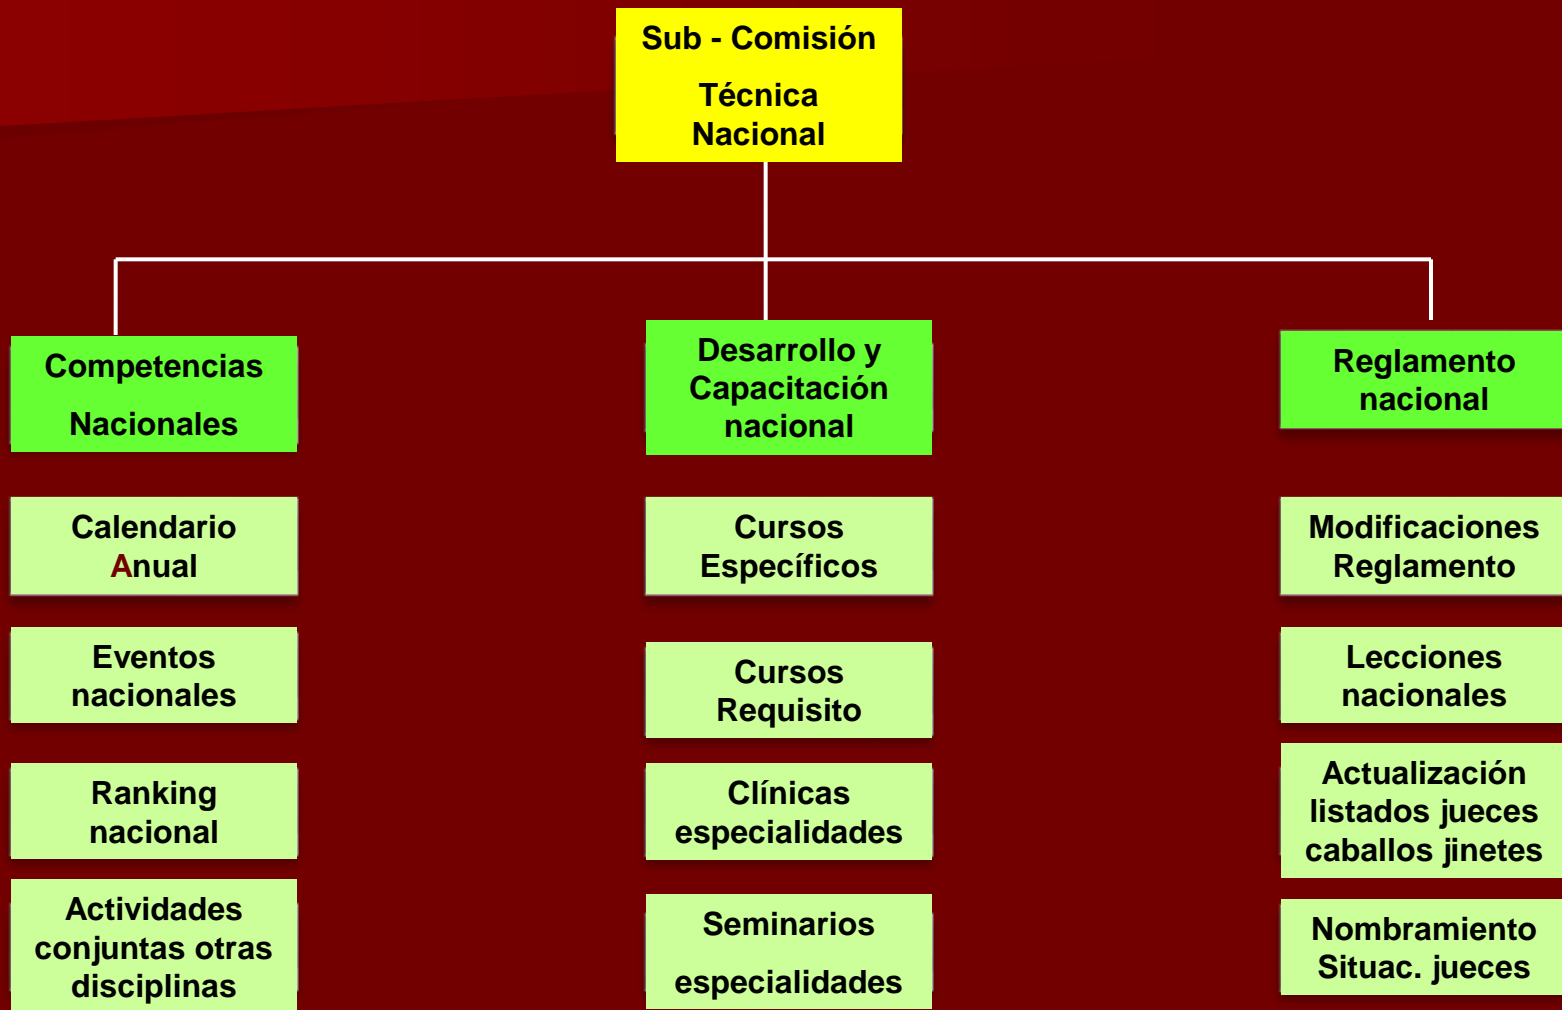 Sub - Comisión
Técnica
Nacional
Competencias
Nacionales
Desarrollo y
Capacitación
nacional
Reglamento
nacional
Calendario
Anual
Cursos
Específicos
Modificaciones
Reglamento
Eventos
nacionales
Cursos
Requisito
Lecciones
nacionales
Ranking
nacional
Clínicas
especialidades
Actualización
listados jueces
caballos jinetes
Actividades
conjuntas otras
disciplinas
Seminarios
especialidades
Nombramiento
Situac. jueces